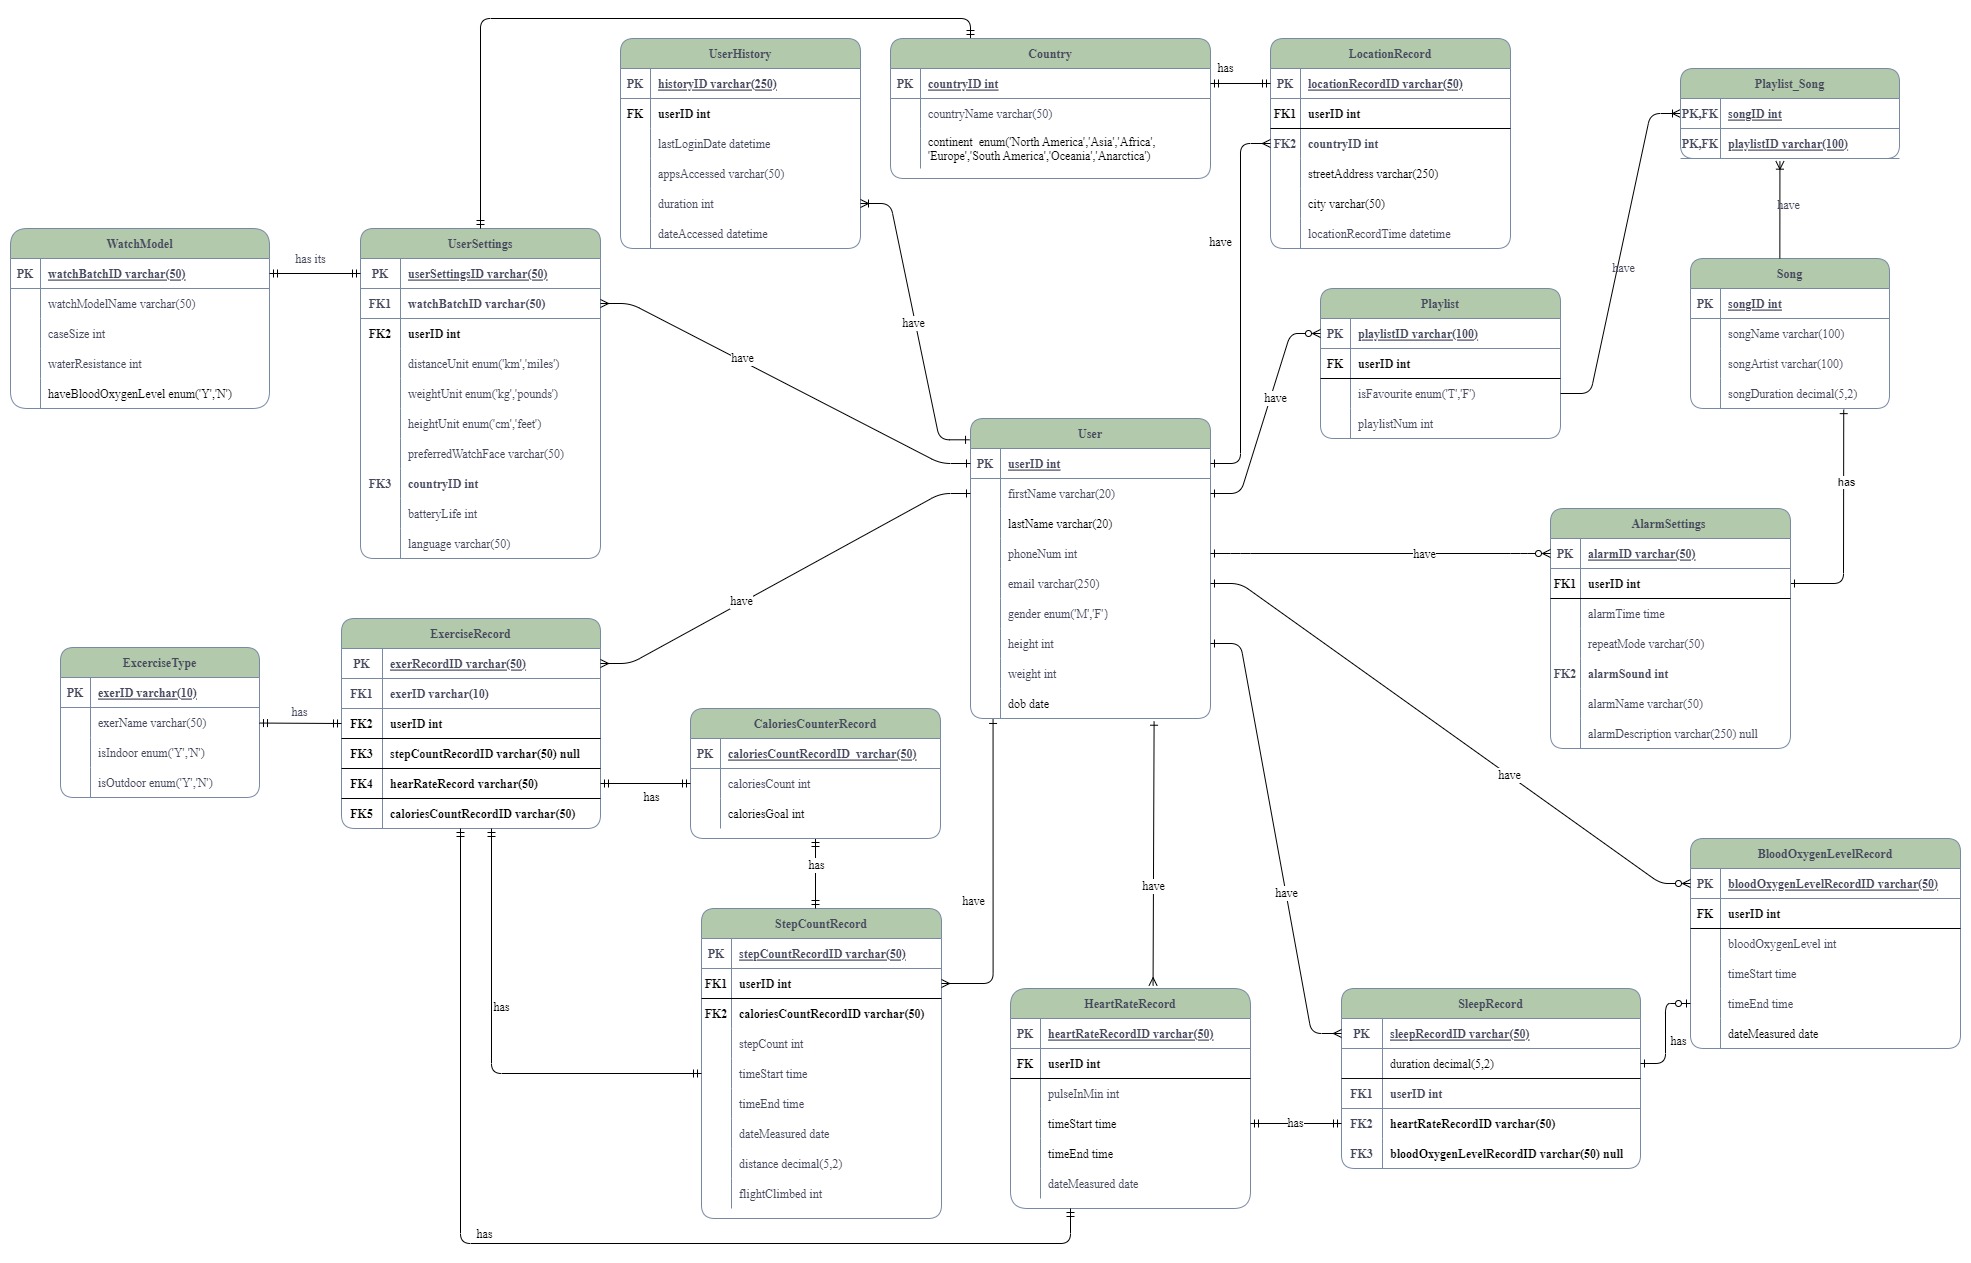 UserHistory
PK historyID varchar(250)
FK userID int
lastLoginDate datetime
appsAccessed varchar(50)
duration int
dateAccessed datetime
Country
PK countryID int
countryName varchar(50)
continent enum('North America','Asia','Africa',
'Europe','South America','Oceania','Anarctica')
has
LocationRecord
PK locationRecordID varchar(50)
FK1 userID int
FK2 countryID int
streetAddress varchar(250)
city varchar(50)
locationRecordTime datetime
Playlist_Song
PK,FK songID int
PK,FK playlistID varchar(100)
have
have
have
have
WatchModel
PK watchBatchID varchar(50)
watchModelName varchar(50)
caseSize int
waterResistance int
haveBloodOxygenLevel enum('Y','N')
has its
UserSettings
PK userSettingsID varchar(50)
FK1 watchBatchID varchar(50)
FK2 userID int
distanceUnit enum('km','miles')
weightUnit enum('kg','pounds')
heightUnit enum('cm','feet')
preferredWatchFace varchar(50)
FK3 countryID int
batteryLife int
language varchar(50)
have
Song
PK songID int
songName varchar(100)
songArtist varchar(100)
songDuration decimal(5,2)
Playlist
PK playlistID varchar(100)
FK userID int
isFavourite enum('T','F')
playlistNum int
have
has
User
PK userID int
firstName varchar(20)
lastName varchar(20)
phoneNum int
email varchar(250)
gender enum('M','F')
height int
weight int
dob date
have
AlarmSettings
PK alarmID varchar(50)
FK1 userID int
alarmTime time
repeatMode varchar(50)
FK2 alarmSound int
alarmName varchar(50)
alarmDescription varchar(250) null
have
ExcerciseType
PK exerID varchar(10)
exerName varchar(50)
isIndoor enum('Y','N')
isOutdoor enum('Y','N')
has
ExerciseRecord
PK exerRecordID varchar(50)
FK1 exerID varchar(10)
FK2 userID int
FK3 stepCountRecordID varchar(50) null
FK4 hearRateRecord varchar(50)
FK5 caloriesCountRecordID varchar(50)
has
CaloriesCounterRecord
PK caloriesCountRecordID varchar(50)
caloriesCount int
caloriesGoal int
has
have
have
have
have
StepCountRecord
PK stepCountRecordID varchar(50)
FK1 userID int
FK2 caloriesCountRecordID varchar(50)
stepCount int
timeStart time
timeEnd time
dateMeasured date
distance decimal(5,2)
flightClimbed int
has
has
HeartRateRecord
PK heartRateRecordID varchar(50)
FK userID int
pulseInMin int
timeStart time
timeEnd time
dateMeasured date
has
SleepRecord
PK sleepRecordID varchar(50)
duration decimal(5,2)
FK1 userID int
FK2 heartRateRecordID varchar(50)
FK3 bloodOxygenLevelRecordID varchar(50) null
has
BloodOxygenLevelRecord
PK bloodOxygenLevelRecordID varchar(50)
FK userID int
bloodOxygenLevel int
timeStart time
timeEnd time
dateMeasured date